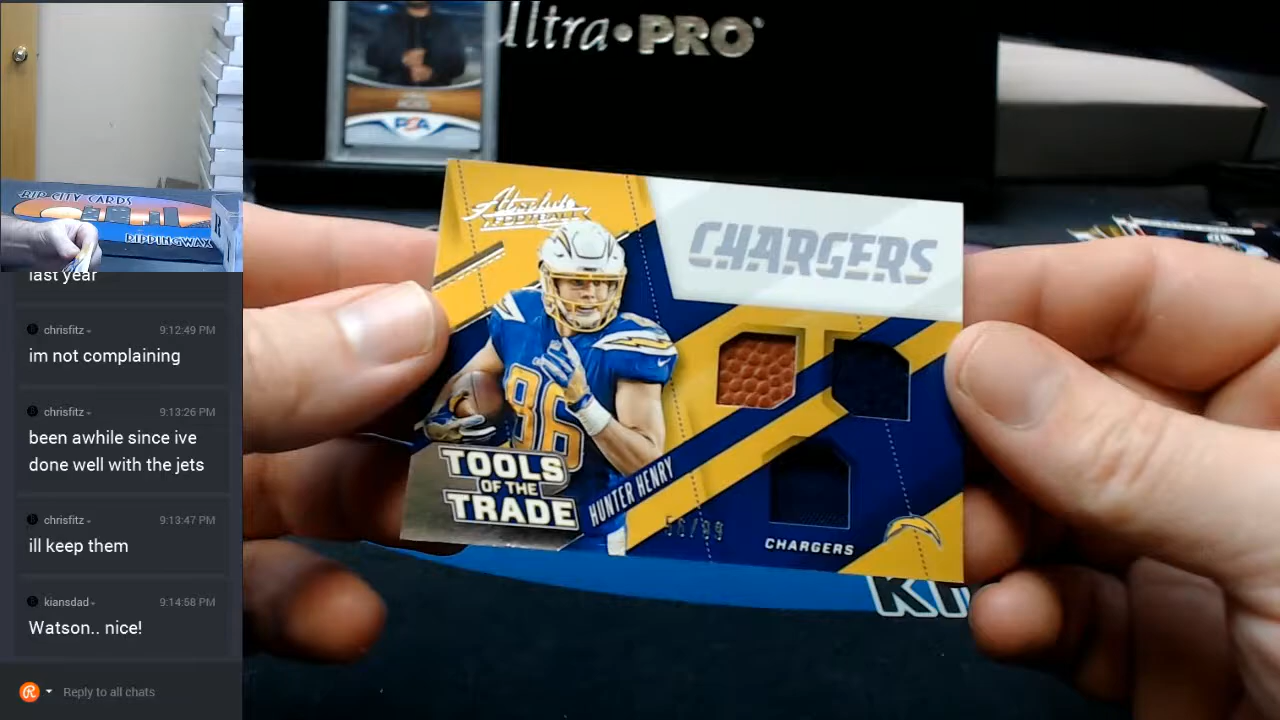 Ultra•PRO
PSA
RIP CITY CARDS
RIPPINGWAX
last year
chrisfitz 9:12:49 PM
im not complaining
chrisfitz 9:13:26 PM
been awhile since ive
done well with the jets
chrisfitz 9:13:47 PM
ill keep them
kiansdad 9:14:58 PM
Watson.. nice!
Reply to all chats
Absolute
FOOTBALL
CHARGERS
86
TOOLS
OF THE
TRADE
HUNTER HENRY
56/99
CHARGERS